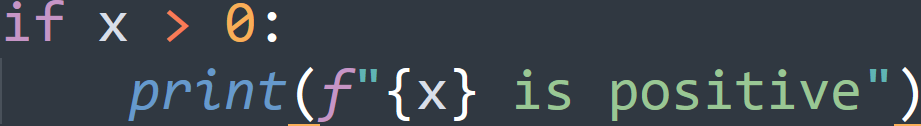 if x > 0:
    print(f"{x} is positive")